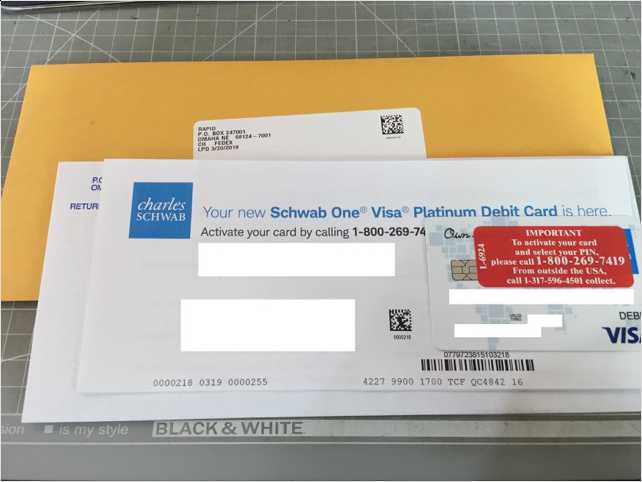 RAPID
P.O. BOX 247001
OMAHA NE 68124-7001
CH FEDEX
LPD 3/20/2019
P.O.
OM
RETUR
charles
SCHWAB
Your new Schwab One® Visa® Platinum Debit Card is here.
Activate your card by calling 1-800-269-74
Own
L-6924
IMPORTANT
To activate your card
and select your PIN,
please call 1-800-269-7419
From outside the USA,
call 1-317-596-4501 collect.
DEBI
VISA
0000218
0779723815103218
0000218 0319 0000255
4227 9900 1700 TCF QC4842 16
sion ■ is my style BLACK & WHITE